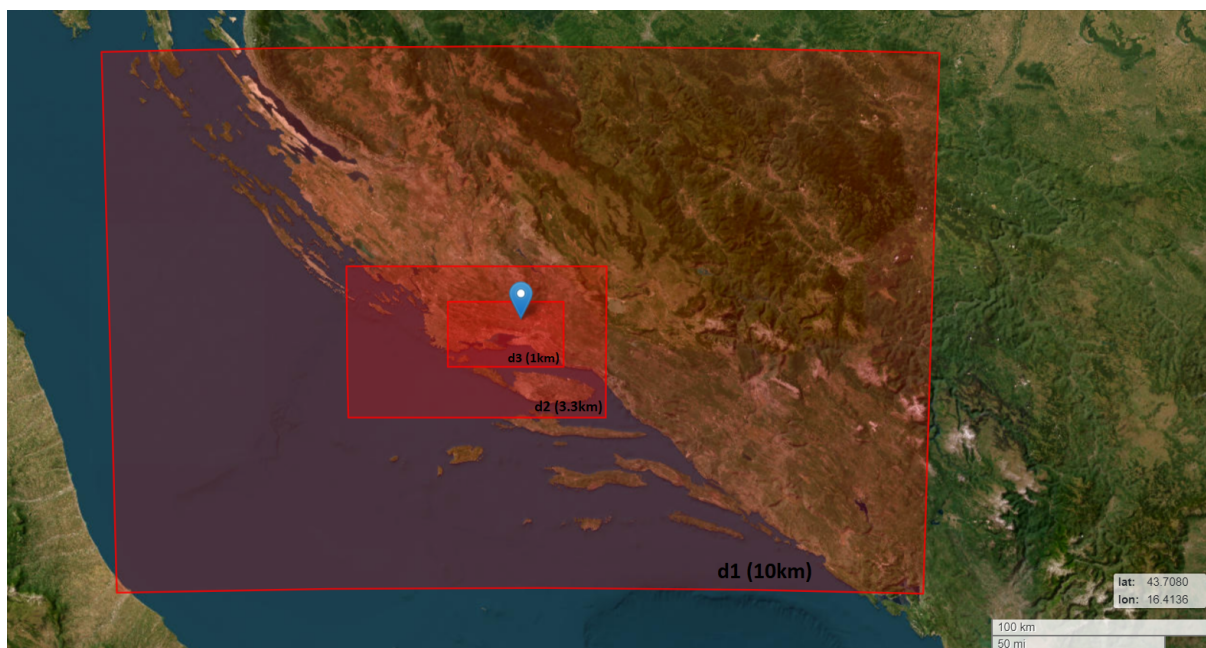 d3 (1km)
d2 (3.3km)
d1 (10km)
lat: 43.7080
lon: 16.4136
100 km
50 mi